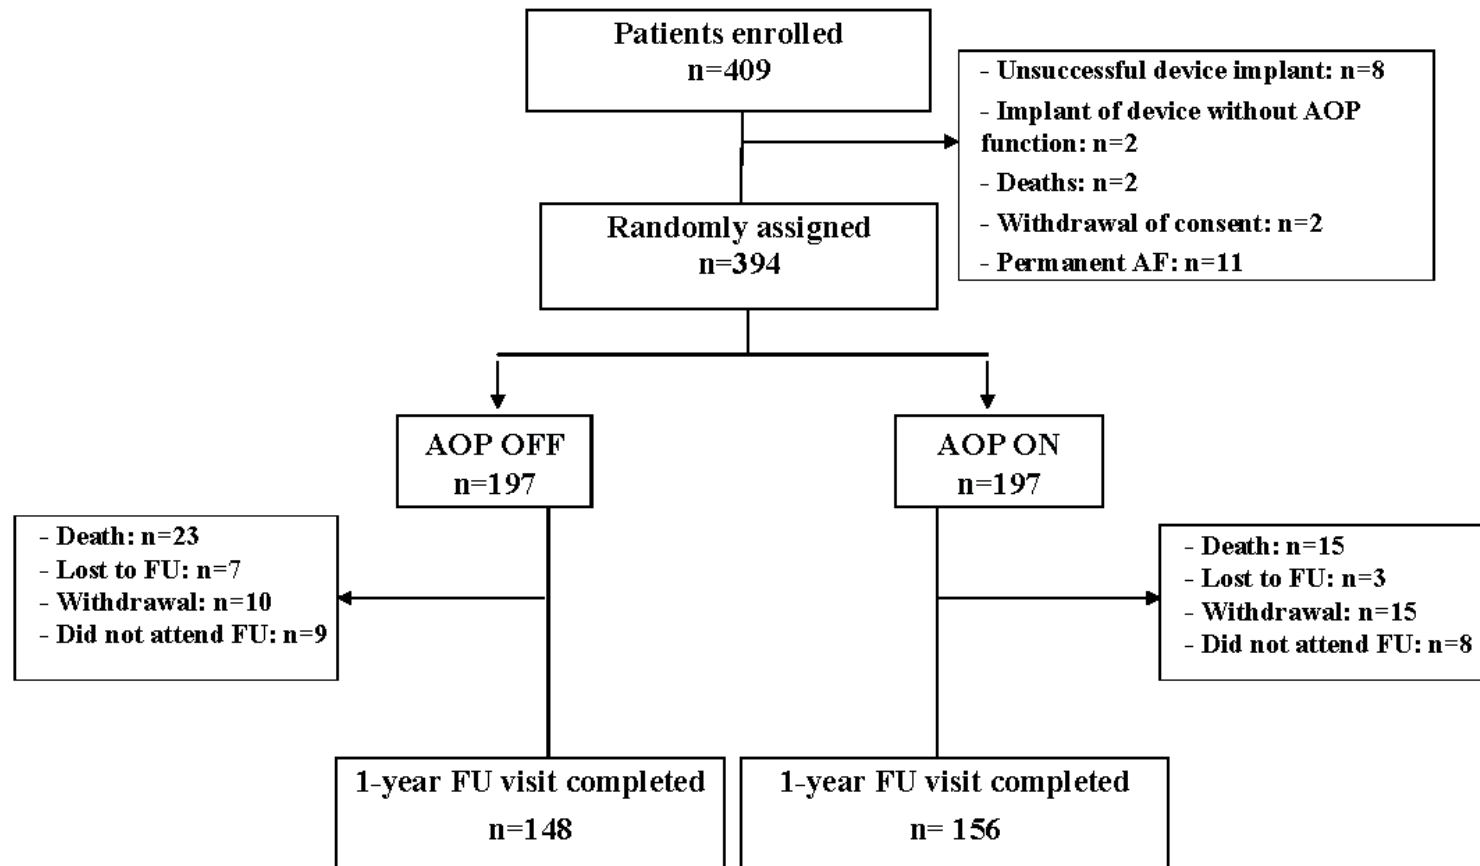 Patients enrolled
n=409
- Unsuccessful device implant: n=8
- Implant of device without AOP
function: n=2
- Deaths: n=2
- Withdrawal of consent: n=2
- Permanent AF: n=11
Randomly assigned
n=394
AOP OFF
n=197
AOP ON
n=197
- Death: n=23
- Lost to FU: n=7
- Withdrawal: n=10
- Did not attend FU: n=9
- Death: n=15
- Lost to FU: n=3
- Withdrawal: n=15
- Did not attend FU: n=8
1-year FU visit completed
n=148
1-year FU visit completed
n= 156